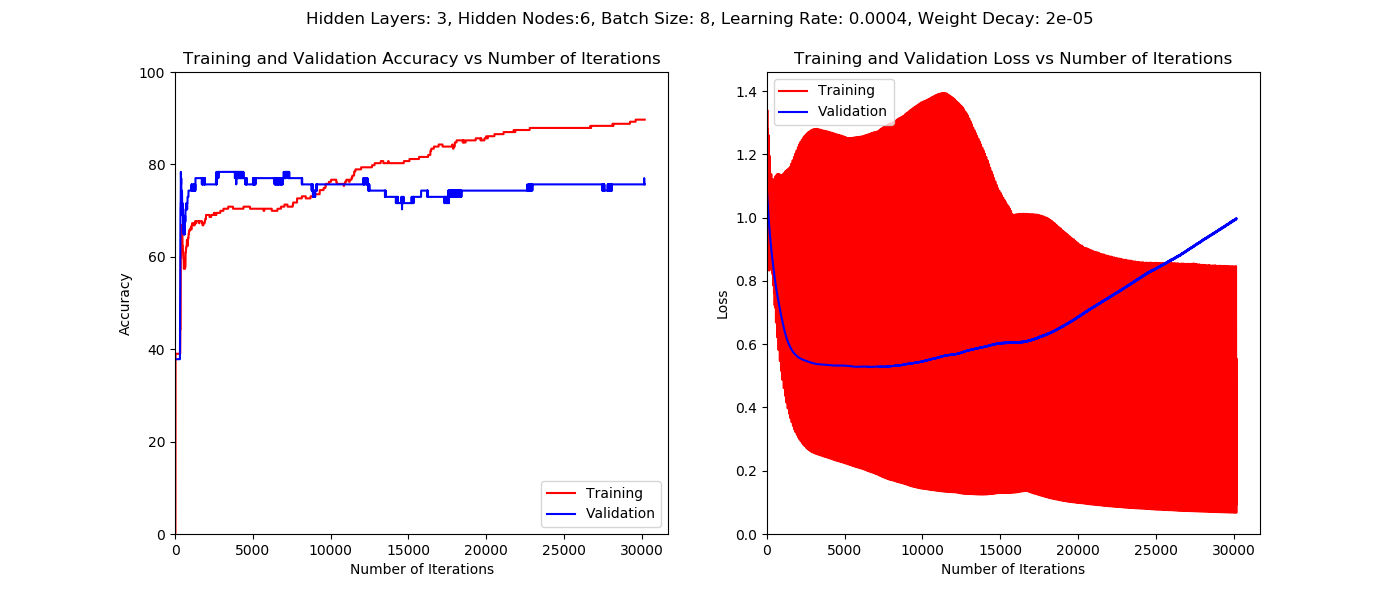 Hidden Layers: 3, Hidden Nodes:6, Batch Size: 8, Learning Rate: 0.0004, Weight Decay: 2e-05
Training and Validation Accuracy vs Number of Iterations
100
80
60
40
20
0
Accuracy
0 5000 10000 15000 20000 25000 30000
Number of Iterations
Training
Validation
Training and Validation Loss vs Number of Iterations
1.4
1.2
1.0
0.8
0.6
0.4
0.2
0.0
Loss
0 5000 10000 15000 20000 25000 30000
Number of Iterations
Training
Validation